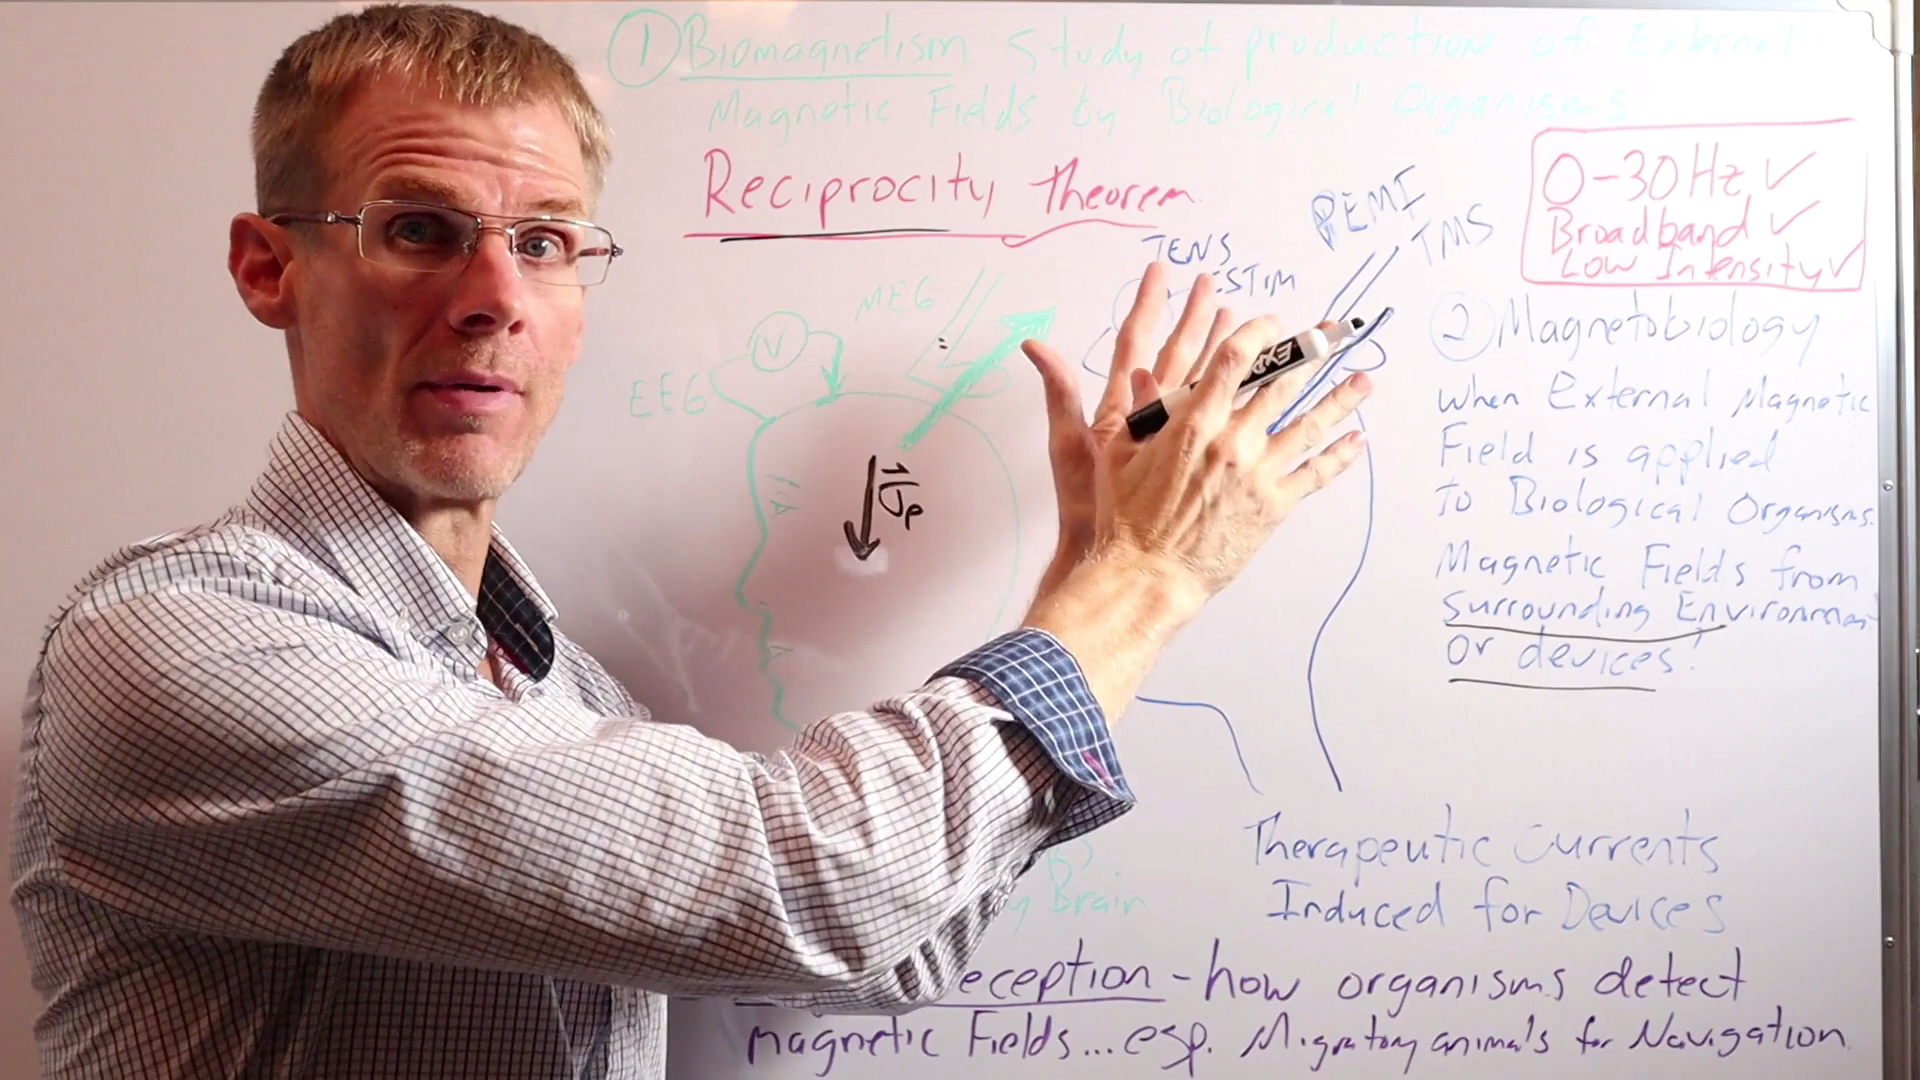 ① Biomagnetism Study of production of External
Magnetic Fields by Biological Organisms
Reciprocity Theorem
0-30Hz ✓
Broadband ✓
Low Intensity ✓
PEMF
TMS
TENS
ESTIM
MEG
V
EEG
② Magnetobiology
When External Magnetic
Field is applied
to Biological Organisms.
Magnetic Fields from
Surrounding Environment
or devices!
EXP
Brain
Therapeutic Currents
Induced for Devices
eception - how organisms detect
magnetic Fields... esp. Migratory animals for Navigation